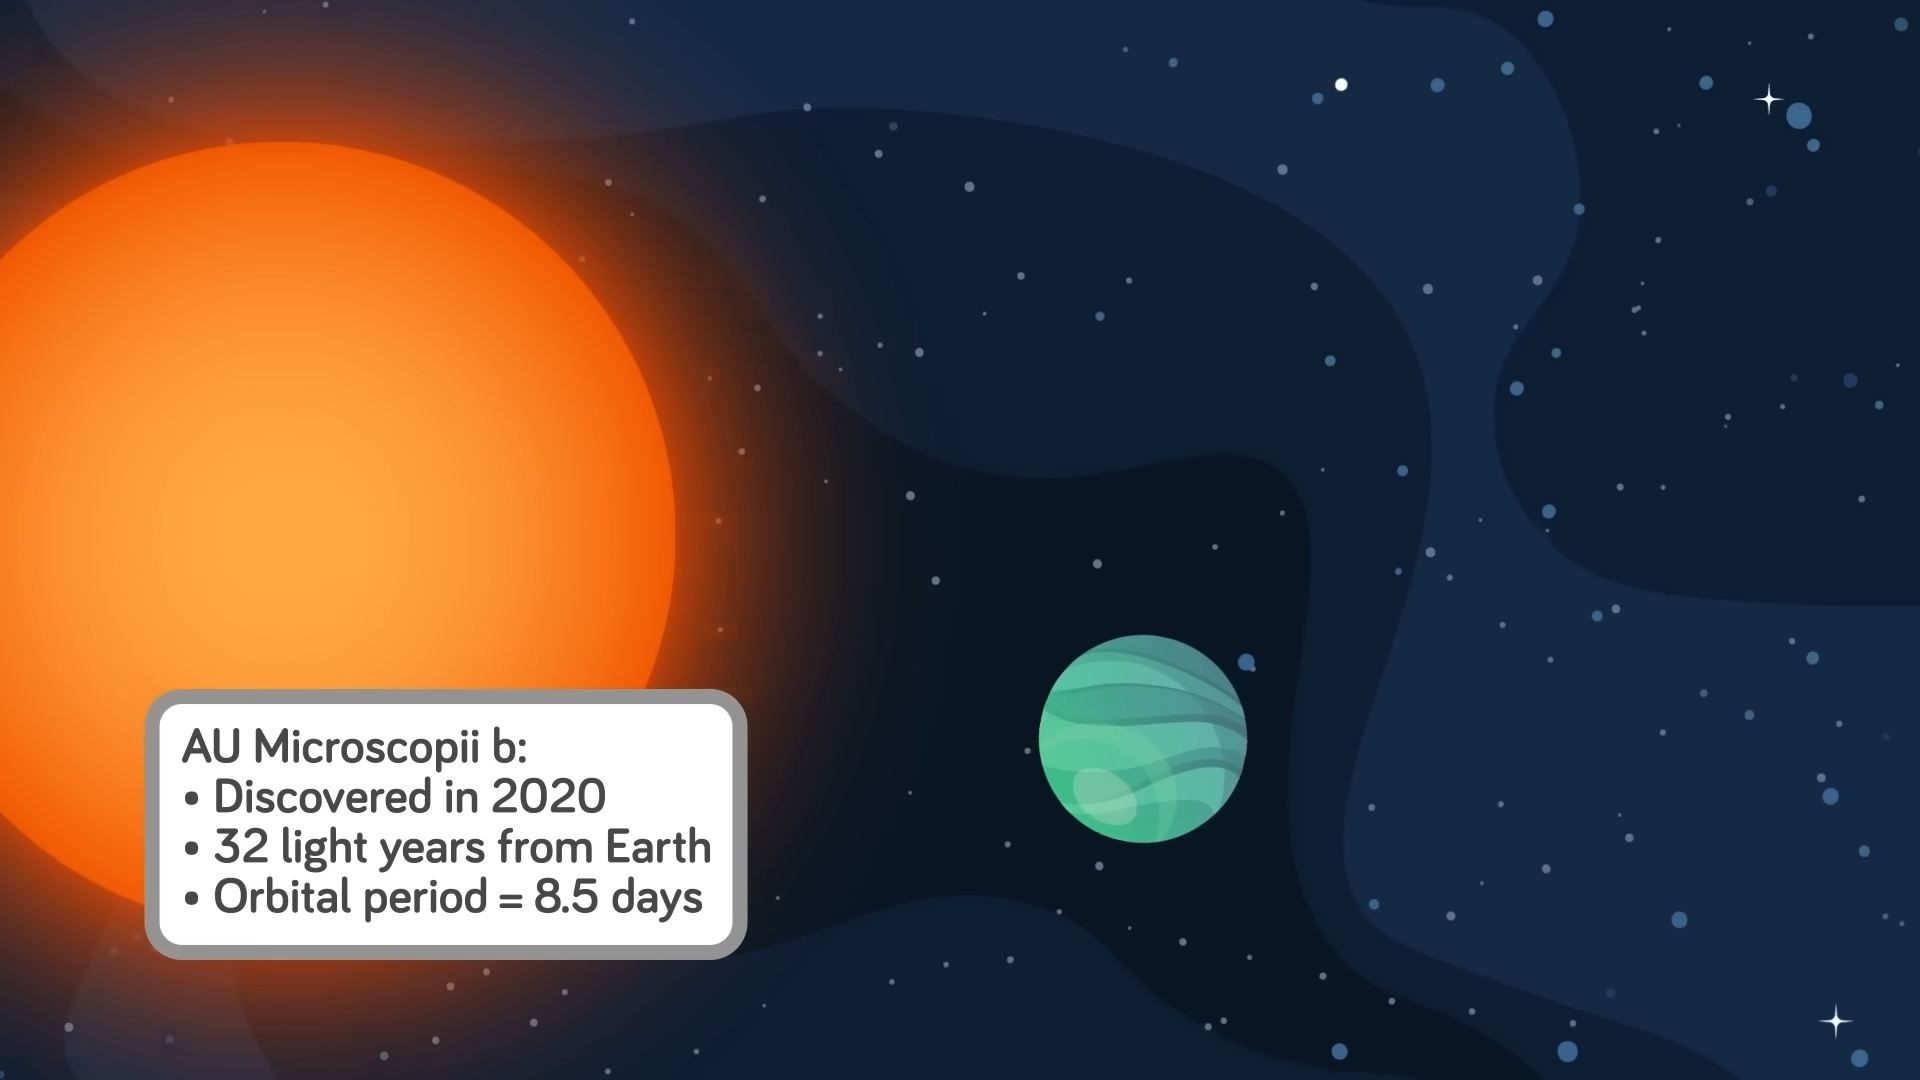 AU Microscopii b:
• Discovered in 2020
• 32 light years from Earth
• Orbital period = 8.5 days